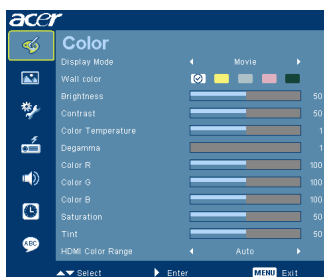 acer
Color
Display Mode Movie
Wall color
Brightness 50
Contrast 50
Color Temperature 1
Degamma 1
Color R 100
Color G 100
Color B 100
Saturation 50
Tint 50
HDMI Color Range Auto
ABC
Select Enter MENU Exit